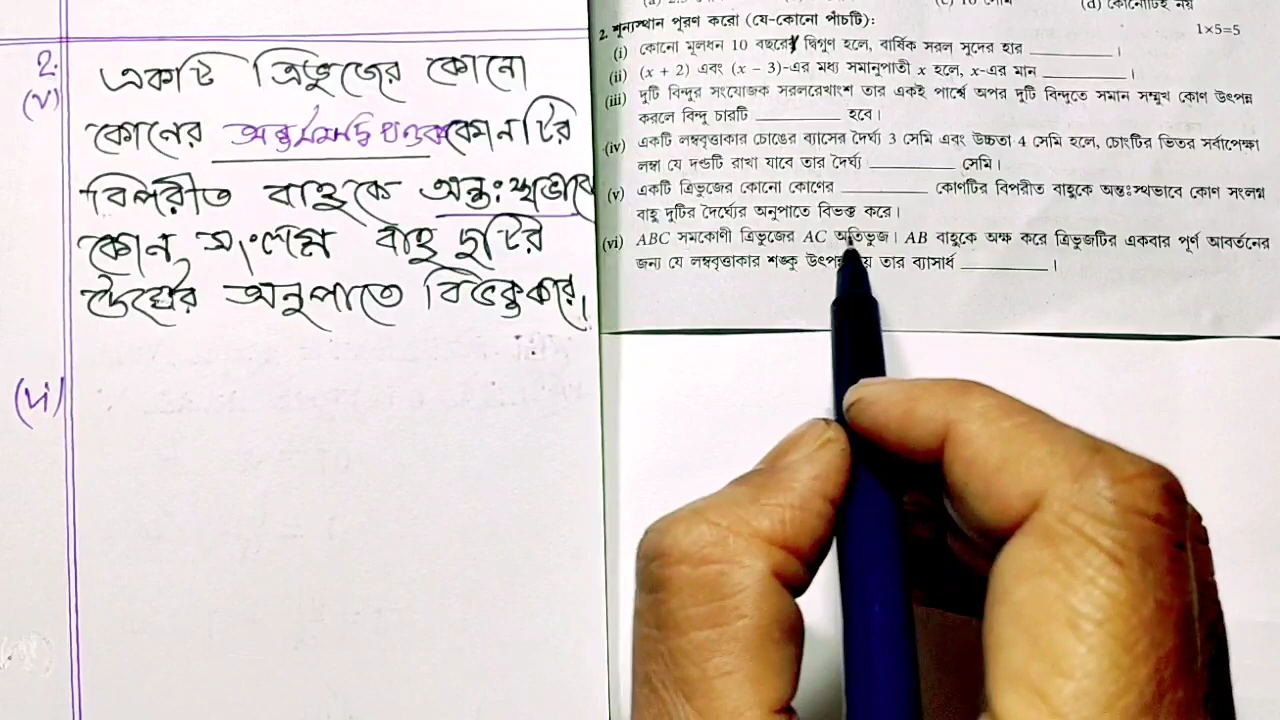 2.
(v)
একটি ত্রিভুজের কোনো
কোনের অন্তর্সমদ্বিখণ্ডক কোনটির
বিপরীত বাহুকে অন্তঃস্থভাবে
কোন সংলগ্ন বাহু দুটির
দৈর্ঘ্যের অনুপাতে বিভক্ত করে।
(vi)
(d) কোনোটিই নয়
2. শূন্যস্থান পূরণ করো (যে-কোনো পাঁচটি): 1×5=5
(i) কোনো মূলধন 10 বছরে দ্বিগুণ হলে, বার্ষিক সরল সুদের হার ________ ।
(ii) (x + 2) এবং (x − 3)-এর মধ্য সমানুপাতী x হলে, x-এর মান ________ ।
(iii) দুটি বিন্দুর সংযোজক সরলরেখাংশ তার একই পার্শ্বে অপর দুটি বিন্দুতে সমান সম্মুখ কোণ উৎপন্ন
করলে বিন্দু চারটি ________ হবে।
(iv) একটি লম্ববৃত্তাকার চোঙের ব্যাসের দৈর্ঘ্য 3 সেমি এবং উচ্চতা 4 সেমি হলে, চোংটির ভিতর সর্বাপেক্ষা
লম্বা যে দণ্ডটি রাখা যাবে তার দৈর্ঘ্য ________ সেমি।
(v) একটি ত্রিভুজের কোনো কোণের ________ কোণটির বিপরীত বাহুকে অন্তঃস্থভাবে কোণ সংলগ্ন
বাহু দুটির দৈর্ঘ্যের অনুপাতে বিভক্ত করে।
(vi) ABC সমকোণী ত্রিভুজের AC অতিভুজ। AB বাহুকে অক্ষ করে ত্রিভুজটির একবার পূর্ণ আবর্তনের
জন্য যে লম্ববৃত্তাকার শঙ্কু তার ব্যাসার্ধ ________ ।